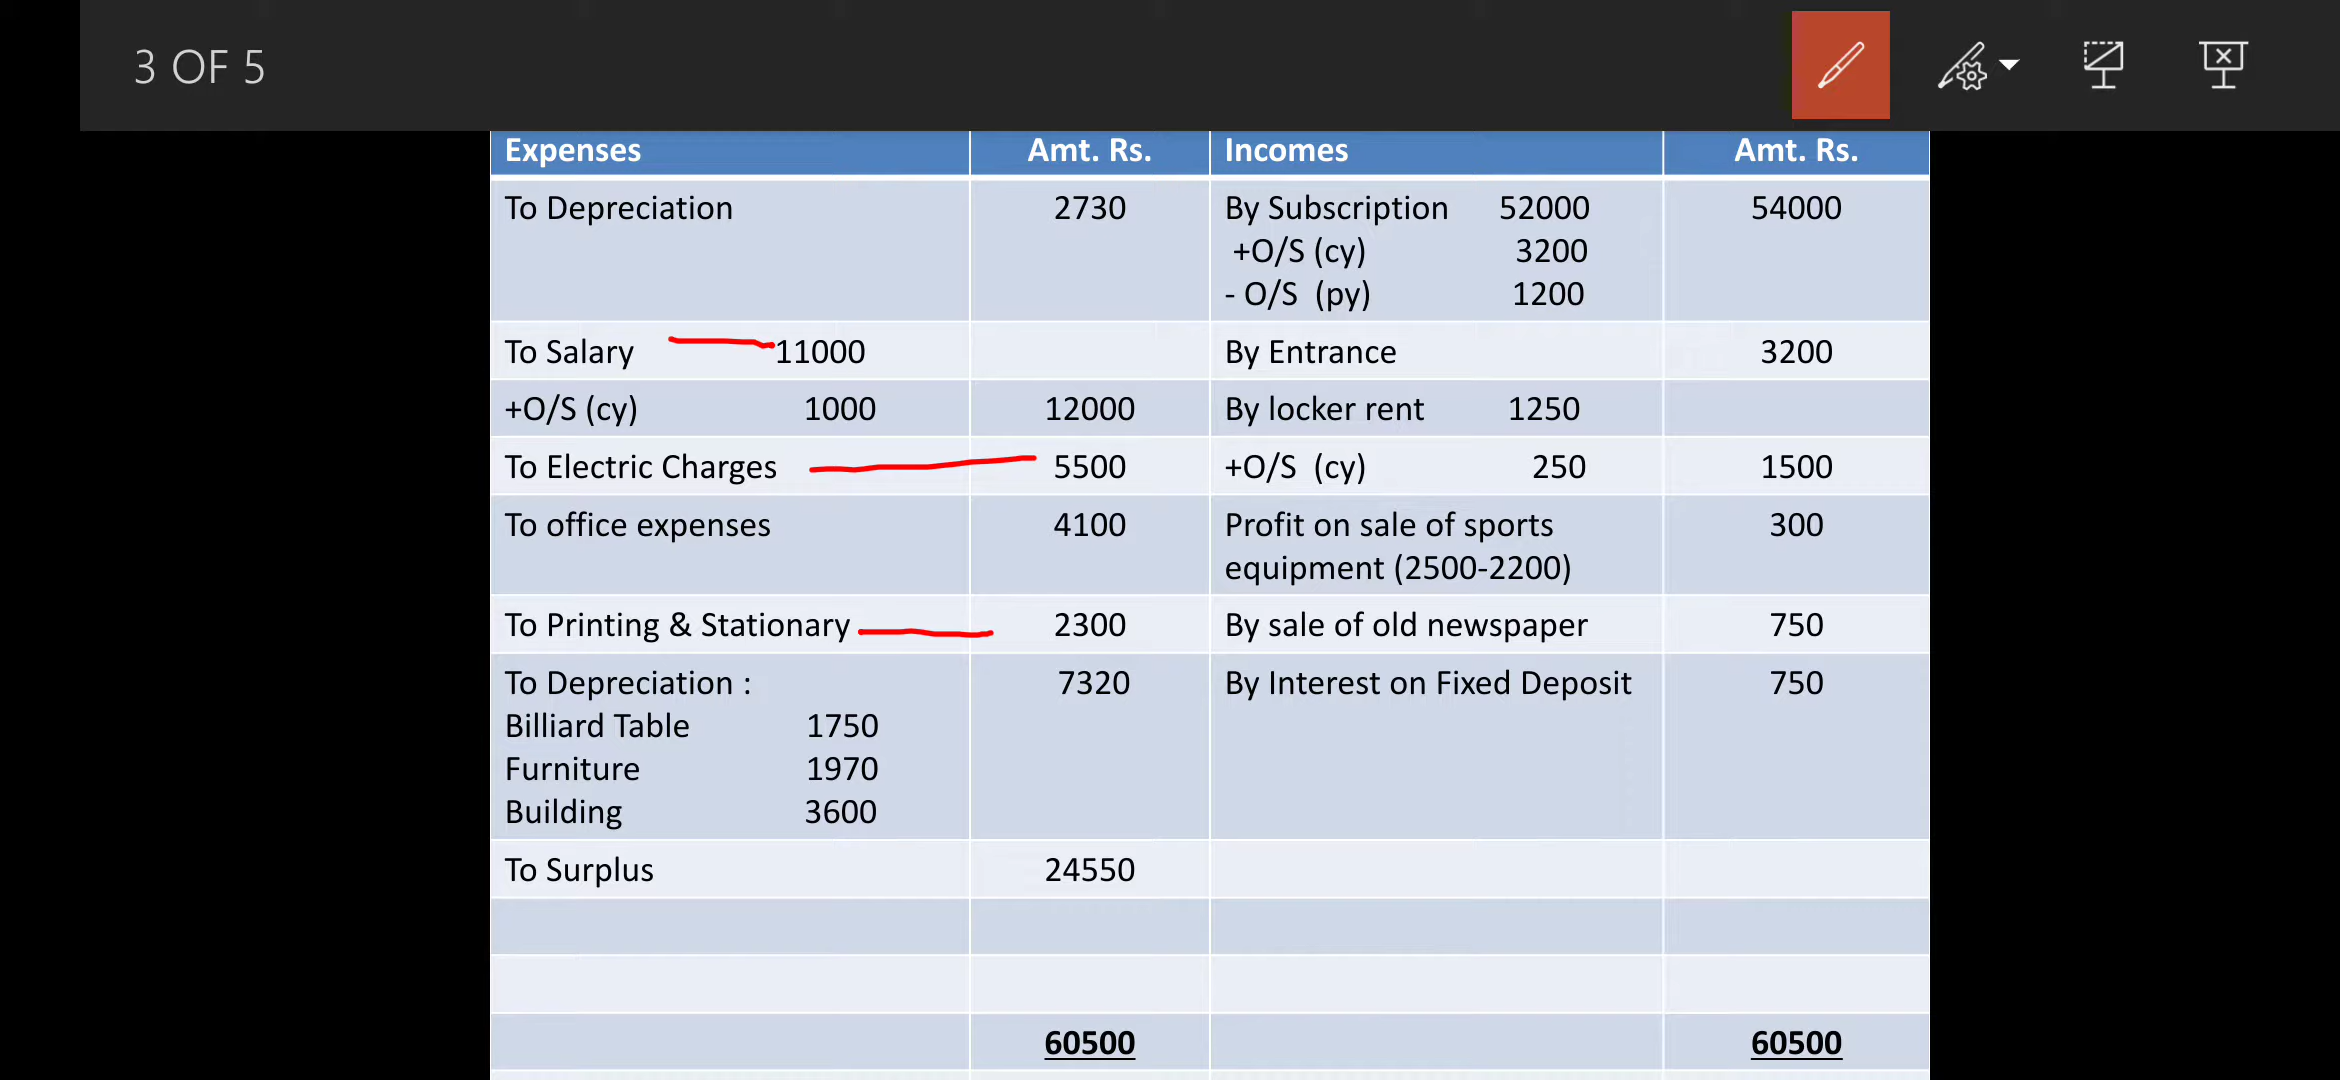 3 OF 5
Expenses Amt. Rs. Incomes Amt. Rs.
To Depreciation 2730 By Subscription 52000 54000
+O/S (cy) 3200
- O/S (py) 1200
To Salary 11000 By Entrance 3200
+O/S (cy) 1000 12000 By locker rent 1250
To Electric Charges 5500 +O/S (cy) 250 1500
To office expenses 4100 Profit on sale of sports 300
equipment (2500-2200)
To Printing & Stationary 2300 By sale of old newspaper 750
To Depreciation : 7320 By Interest on Fixed Deposit 750
Billiard Table 1750
Furniture 1970
Building 3600
To Surplus 24550
60500 60500